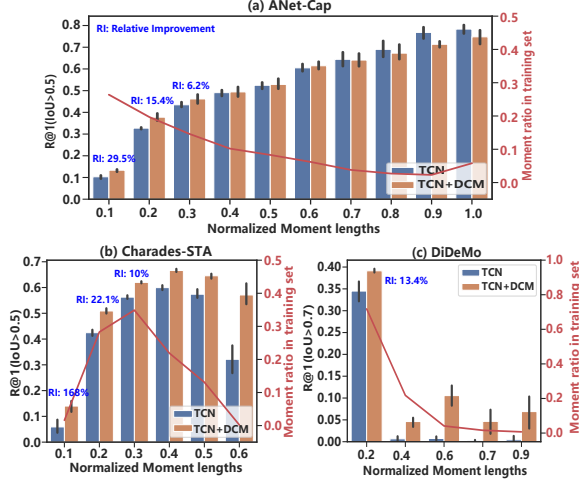 (a) ANet-Cap
RI: Relative Improvement
RI: 29.5%
RI: 15.4%
RI: 6.2%
TCN
TCN+DCM
R@1(IoU>0.5)
0.8
0.7
0.6
0.5
0.4
0.3
0.2
0.1
0.0
Moment ratio in training set
0.5
0.4
0.3
0.2
0.1
0.0
0.1 0.2 0.3 0.4 0.5 0.6 0.7 0.8 0.9 1.0
Normalized Moment lengths
(b) Charades-STA
RI: 168%
RI: 22.1%
RI: 10%
TCN
TCN+DCM
R@1(IoU>0.5)
0.7
0.6
0.5
0.4
0.3
0.2
0.1
0.0
Moment ratio in training set
0.5
0.4
0.3
0.2
0.1
0.0
0.1 0.2 0.3 0.4 0.5 0.6
Normalized Moment lengths
(c) DiDeMo
RI: 13.4%
TCN
TCN+DCM
R@1(IoU>0.7)
0.40
0.35
0.30
0.25
0.20
0.15
0.10
0.05
0.00
Moment ratio in training set
1.0
0.8
0.6
0.4
0.2
0.0
0.2 0.4 0.6 0.7 0.9
Normalized Moment lengths